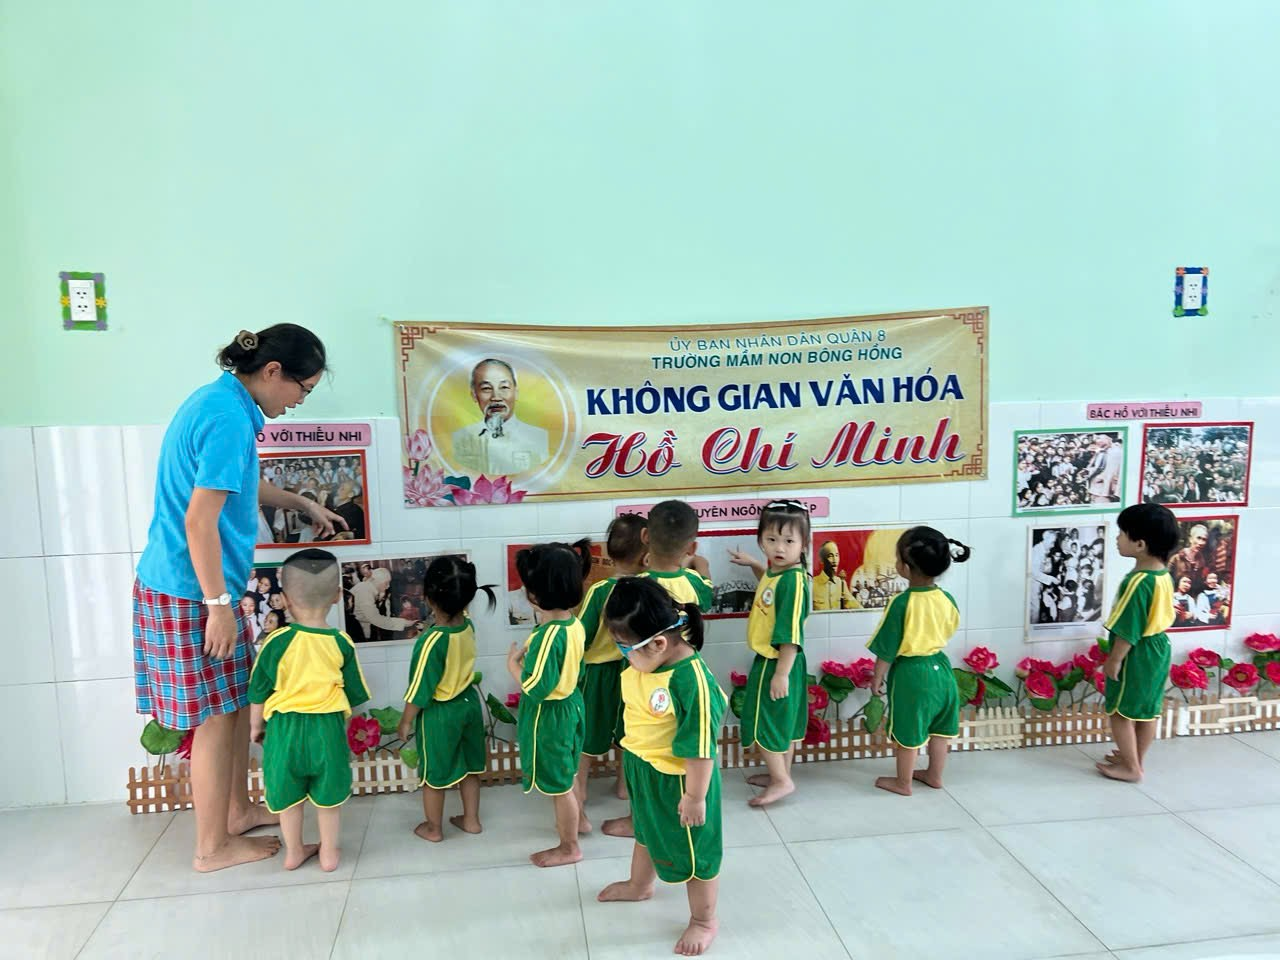 ỦY BAN NHÂN DÂN QUẬN 8
TRƯỜNG MẦM NON BÔNG HỒNG
KHÔNG GIAN VĂN HÓA
Hồ Chí Minh
VỚI THIẾU NHI
BÁC HỒ VỚI THIẾU NHI